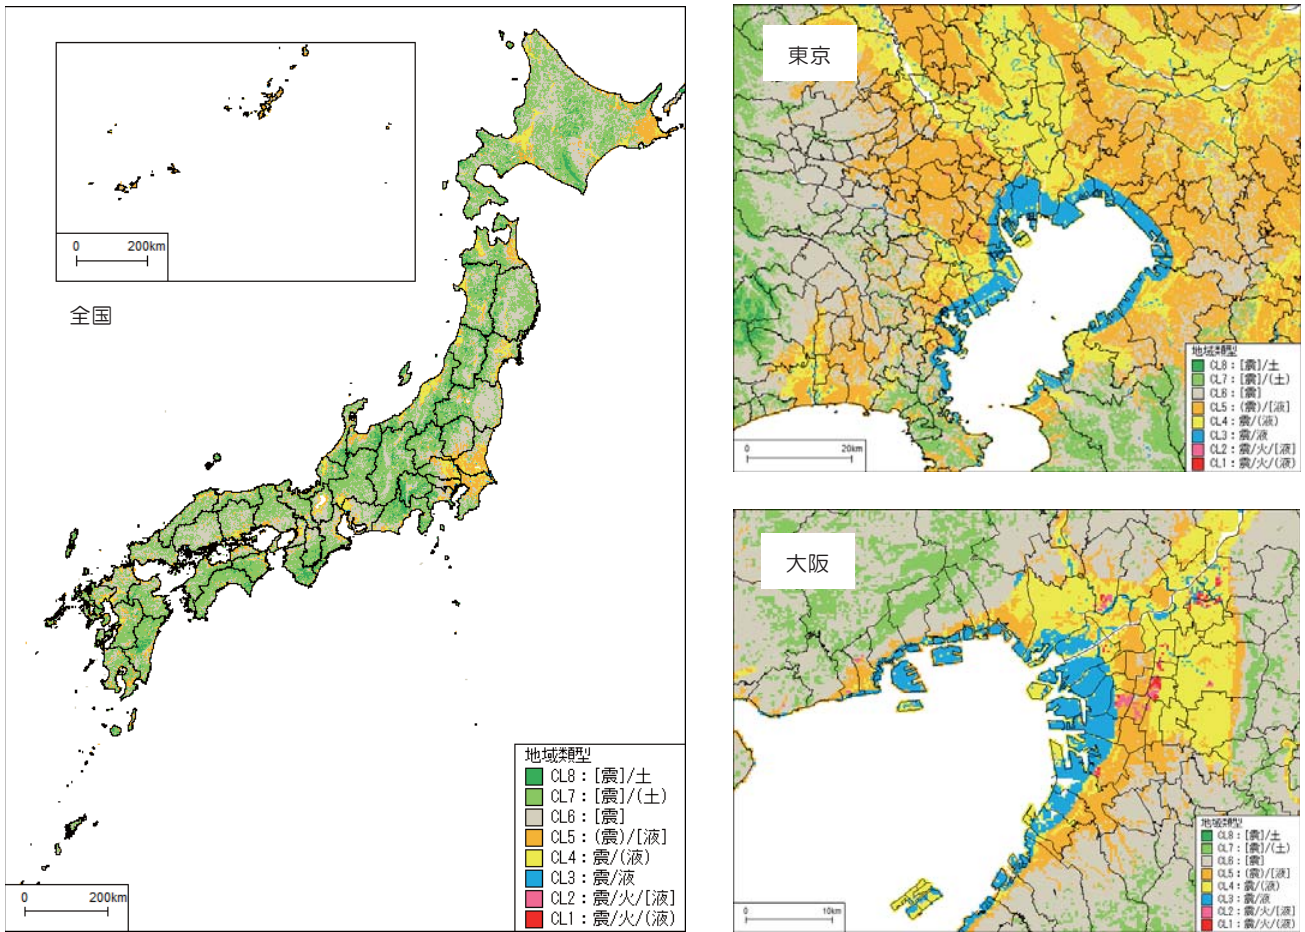 0
200km
全国
地域類型
CL8：[震]/土
CL7：[震]/(土)
CL6：[震]
CL5：(震)/[液]
CL4：震/(液)
CL3：震/液
CL2：震/火/[液]
CL1：震/火/(液)
0
200km
東京
地域類型
CL8：[震]/土
CL7：[震]/(土)
CL6：[震]
CL5：(震)/[液]
CL4：震/(液)
CL3：震/液
CL2：震/火/[液]
CL1：震/火/(液)
0
20km
大阪
地域類型
CL8：[震]/土
CL7：[震]/(土)
CL6：[震]
CL5：(震)/[液]
CL4：震/(液)
CL3：震/液
CL2：震/火/[液]
CL1：震/火/(液)
0
10km